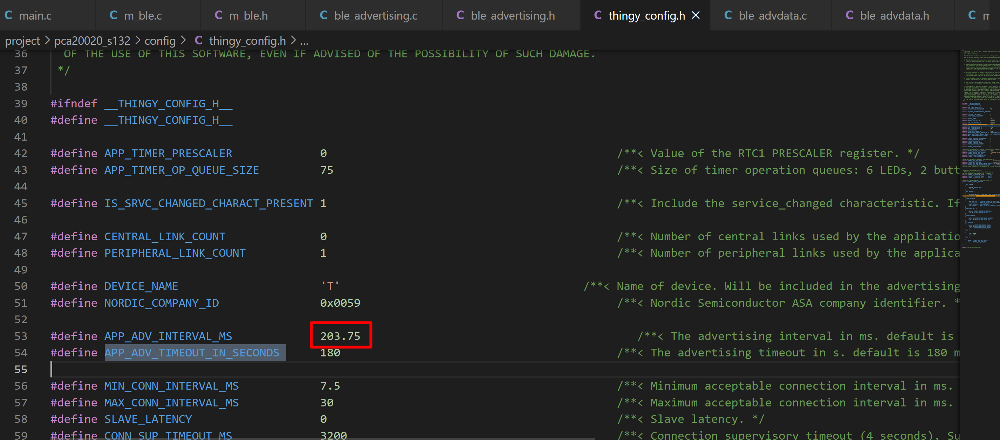 main.c
m_ble.c
m_ble.h
ble_advertising.c
ble_advertising.h
thingy_config.h
ble_advdata.c
ble_advdata.h
project > pca20020_s132 > config > C thingy_config.h > ...
36 OF THE USE OF THIS SOFTWARE, EVEN IF ADVISED OF THE POSSIBILITY OF SUCH DAMAGE.
37 */
38
39 #ifndef __THINGY_CONFIG_H__
40 #define __THINGY_CONFIG_H__
41
42 #define APP_TIMER_PRESCALER 0 /**< Value of the RTC1 PRESCALER register. */
43 #define APP_TIMER_OP_QUEUE_SIZE 75 /**< Size of timer operation queues: 6 LEDs, 2 butt
44
45 #define IS_SRVC_CHANGED_CHARACT_PRESENT 1 /**< Include the service_changed characteristic. If
46
47 #define CENTRAL_LINK_COUNT 0 /**< Number of central links used by the applicatio
48 #define PERIPHERAL_LINK_COUNT 1 /**< Number of peripheral links used by the applica
49
50 #define DEVICE_NAME 'T' /**< Name of device. Will be included in the advertising
51 #define NORDIC_COMPANY_ID 0x0059 /**< Nordic Semiconductor ASA company identifier. *
52
53 #define APP_ADV_INTERVAL_MS 203.75 /**< The advertising interval in ms. default is
54 #define APP_ADV_TIMEOUT_IN_SECONDS 180 /**< The advertising timeout in s. default is 180 m
55
56 #define MIN_CONN_INTERVAL_MS 7.5 /**< Minimum acceptable connection interval in ms.
57 #define MAX_CONN_INTERVAL_MS 30 /**< Maximum acceptable connection interval in ms.
58 #define SLAVE_LATENCY 0 /**< Slave latency. */
59 #define CONN_SUP_TIMEOUT_MS 3200 /**< Connection supervisory timeout (4 seconds), Su